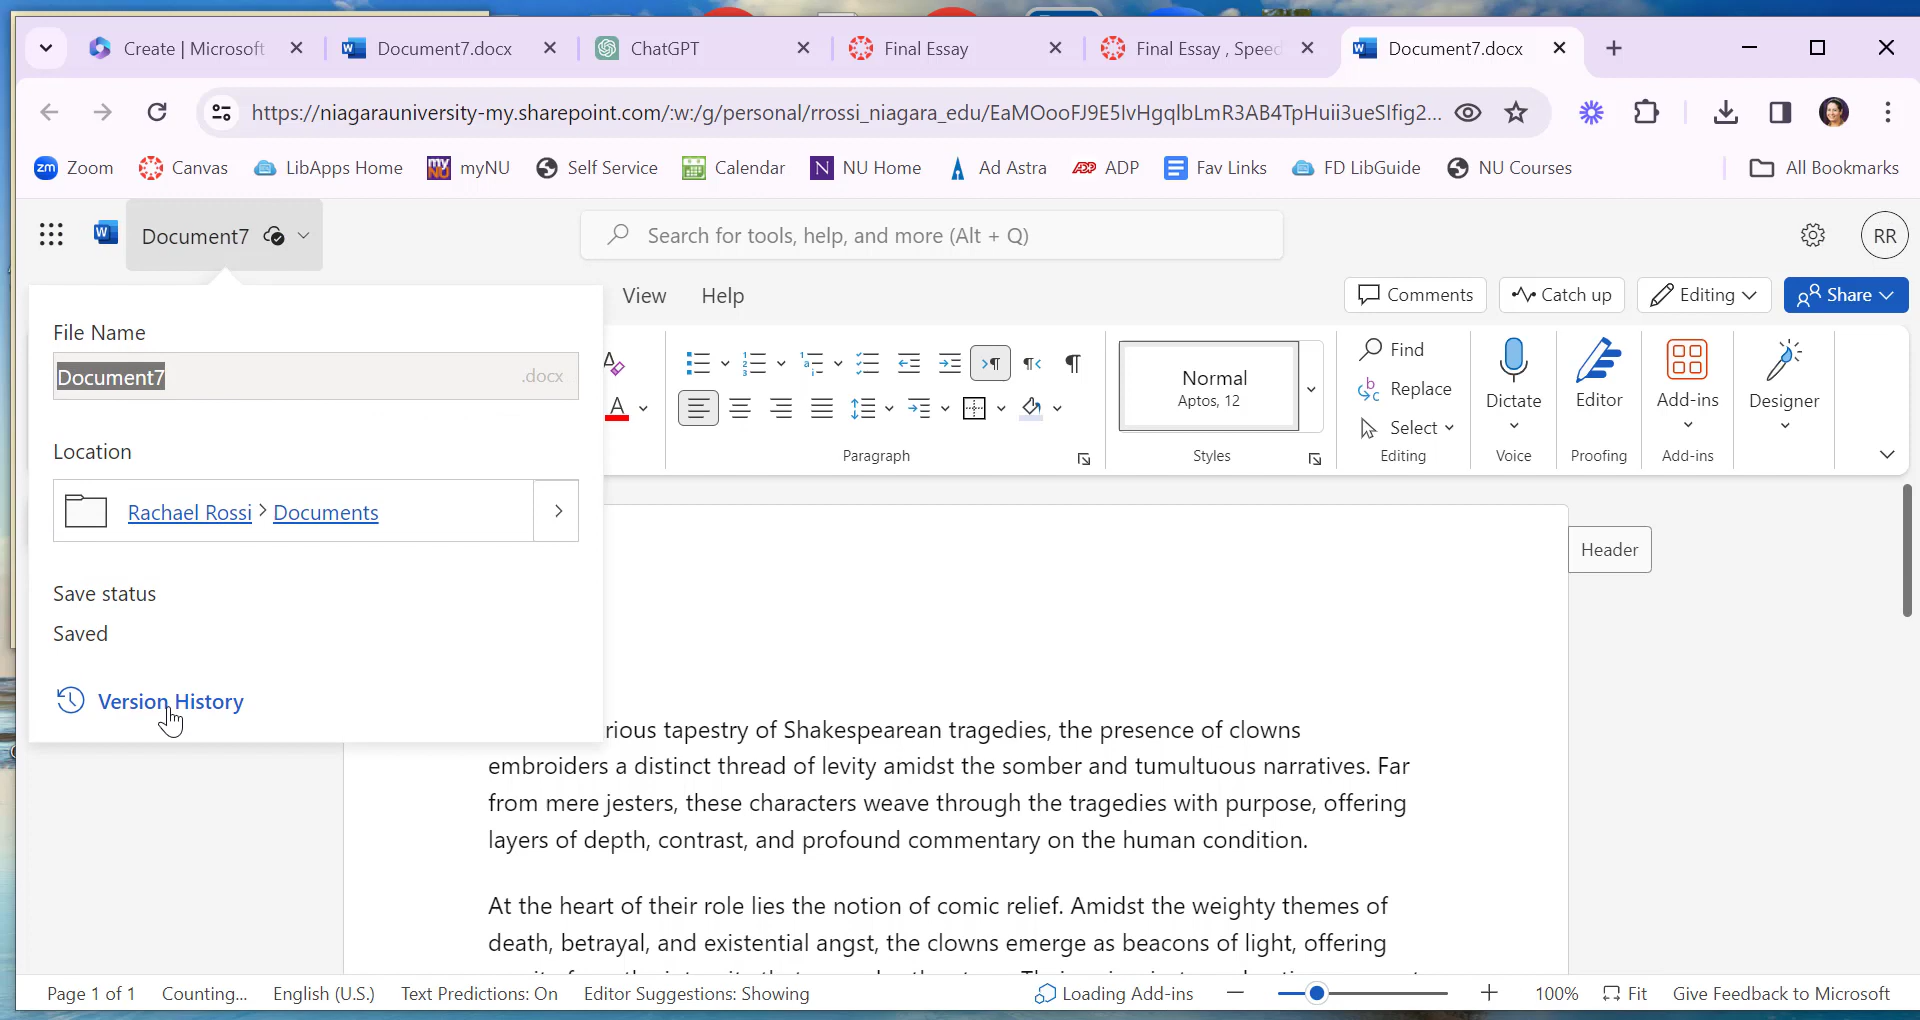 Create | Microsoft
Document7.docx
ChatGPT
Final Essay
Final Essay , Speed
Document7.docx
https://niagarauniversity-my.sharepoint.com/:w:/g/personal/rrossi_niagara_edu/EaMOooFJ9E5IvHgqlbLmR3AB4TpHuii3ueSIfig2...
zm Zoom
Canvas
LibApps Home
my NU myNU
Self Service
Calendar
N NU Home
Ad Astra
ADP ADP
Fav Links
FD LibGuide
NU Courses
All Bookmarks
W Document7
Search for tools, help, and more (Alt + Q)
RR
View Help
Comments
Catch up
Editing
Share
File Name
Document7 .docx
Location
Rachael Rossi > Documents
Save status
Saved
Version History
Paragraph
Normal
Aptos, 12
Styles
Find
Replace
Select
Editing
Dictate
Voice
Editor
Proofing
Add-ins
Add-ins
Designer
Header
rious tapestry of Shakespearean tragedies, the presence of clowns
embroiders a distinct thread of levity amidst the somber and tumultuous narratives. Far
from mere jesters, these characters weave through the tragedies with purpose, offering
layers of depth, contrast, and profound commentary on the human condition.
At the heart of their role lies the notion of comic relief. Amidst the weighty themes of
death, betrayal, and existential angst, the clowns emerge as beacons of light, offering
Page 1 of 1 Counting... English (U.S.) Text Predictions: On Editor Suggestions: Showing Loading Add-ins 100% Fit Give Feedback to Microsoft